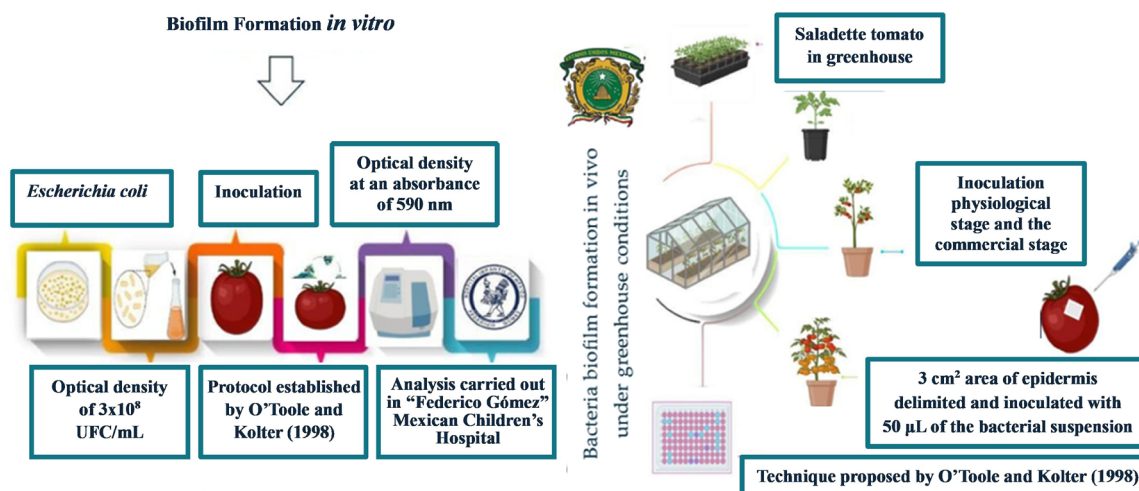 Biofilm Formation in vitro
Escherichia coli
Inoculation
Optical density
at an absorbance
of 590 nm
Optical density
of 3x10⁸
UFC/mL
Protocol established
by O'Toole and
Kolter (1998)
Analysis carried out
in “Federico Gómez”
Mexican Children's
Hospital
Bacteria biofilm formation in vivo
under greenhouse conditions
Saladette tomato
in greenhouse
Inoculation
physiological
stage and the
commercial stage
3 cm² area of epidermis
delimited and inoculated with
50 µL of the bacterial suspension
Technique proposed by O'Toole and Kolter (1998)